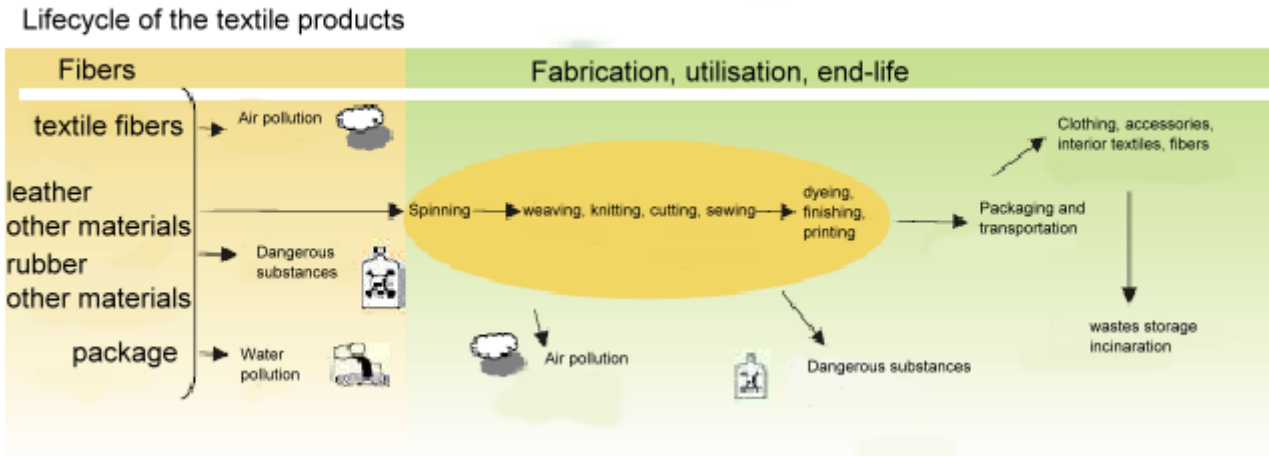 Lifecycle of the textile products
Fibers
Fabrication, utilisation, end-life
textile fibers
Air pollution
leather
other materials
rubber
other materials
Dangerous
substances
package
Water
pollution
Spinning
weaving, knitting, cutting, sewing
dyeing,
finishing,
printing
Air pollution
Dangerous substances
Packaging and
transportation
Clothing, accessories,
interior textiles, fibers
wastes storage
incinaration